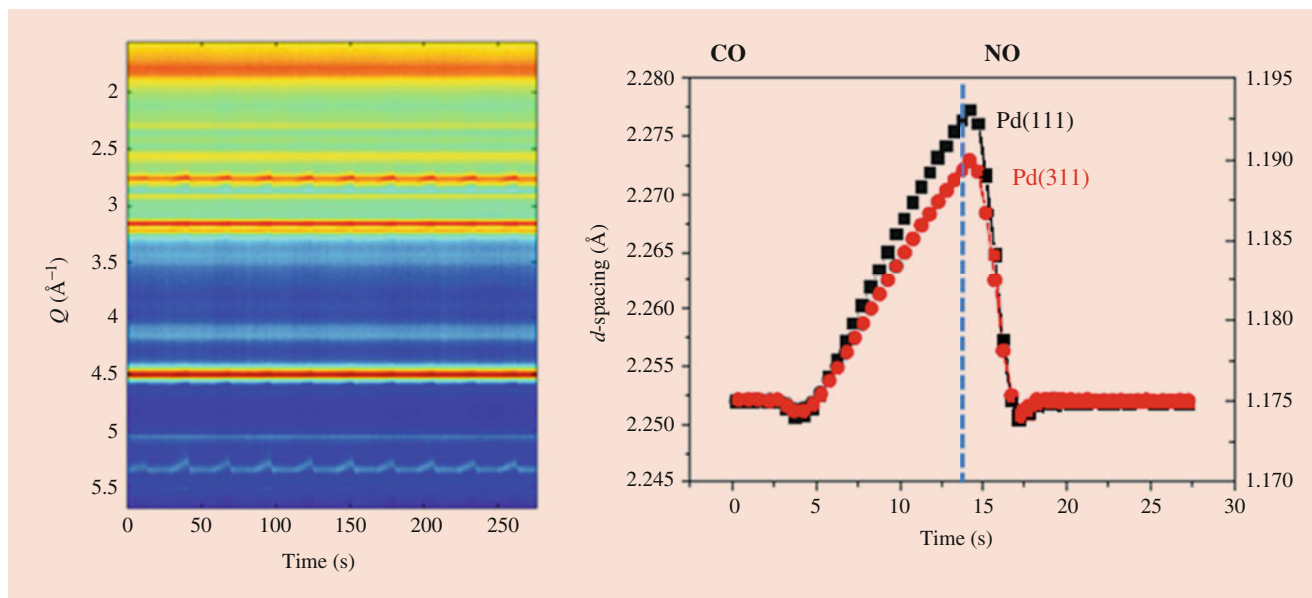 2
2.5
3
3.5
4
4.5
5
5.5
Q (Å−1)
0 50 100 150 200 250
Time (s)
CO NO
2.280
2.275
2.270
2.265
2.260
2.255
2.250
2.245
d-spacing (Å)
Pd(111)
Pd(311)
1.195
1.190
1.185
1.180
1.175
1.170
0 5 10 15 20 25 30
Time (s)